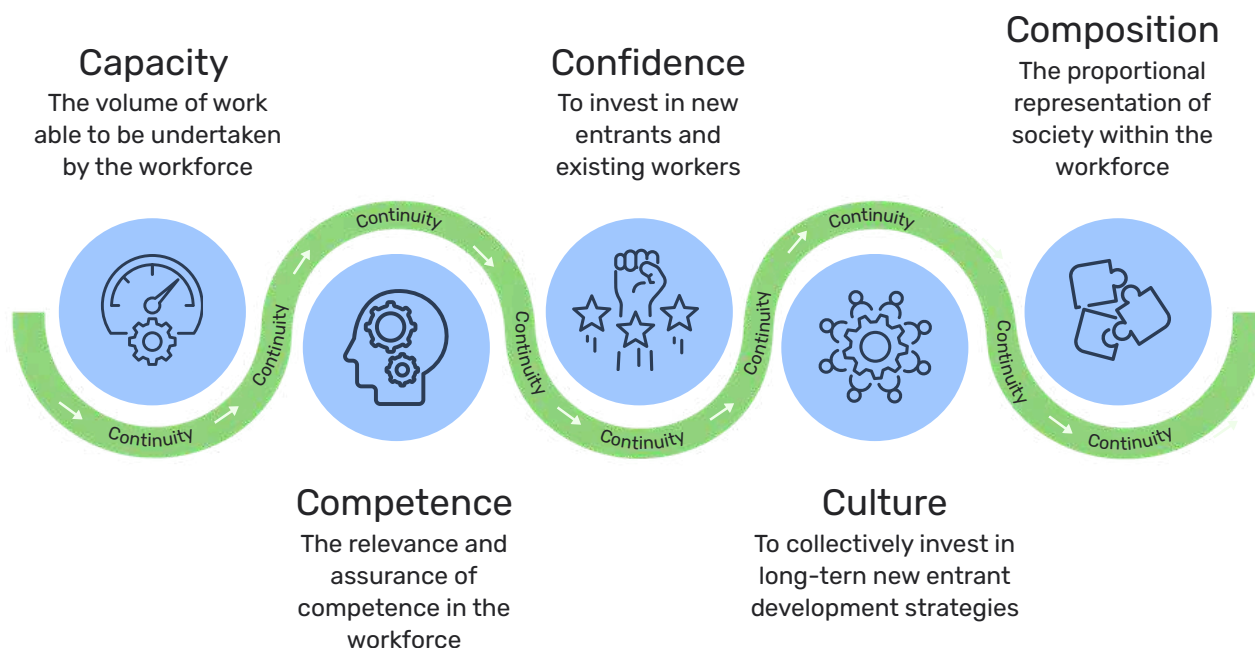 Capacity
The volume of work
able to be undertaken
by the workforce
Confidence
To invest in new
entrants and
existing workers
Composition
The proportional
representation of
society within the
workforce
Continuity
Continuity
Continuity
Continuity
Continuity
Continuity
Continuity
Continuity
Continuity
Competence
The relevance and
assurance of
competence in the
workforce
Culture
To collectively invest in
long-tern new entrant
development strategies